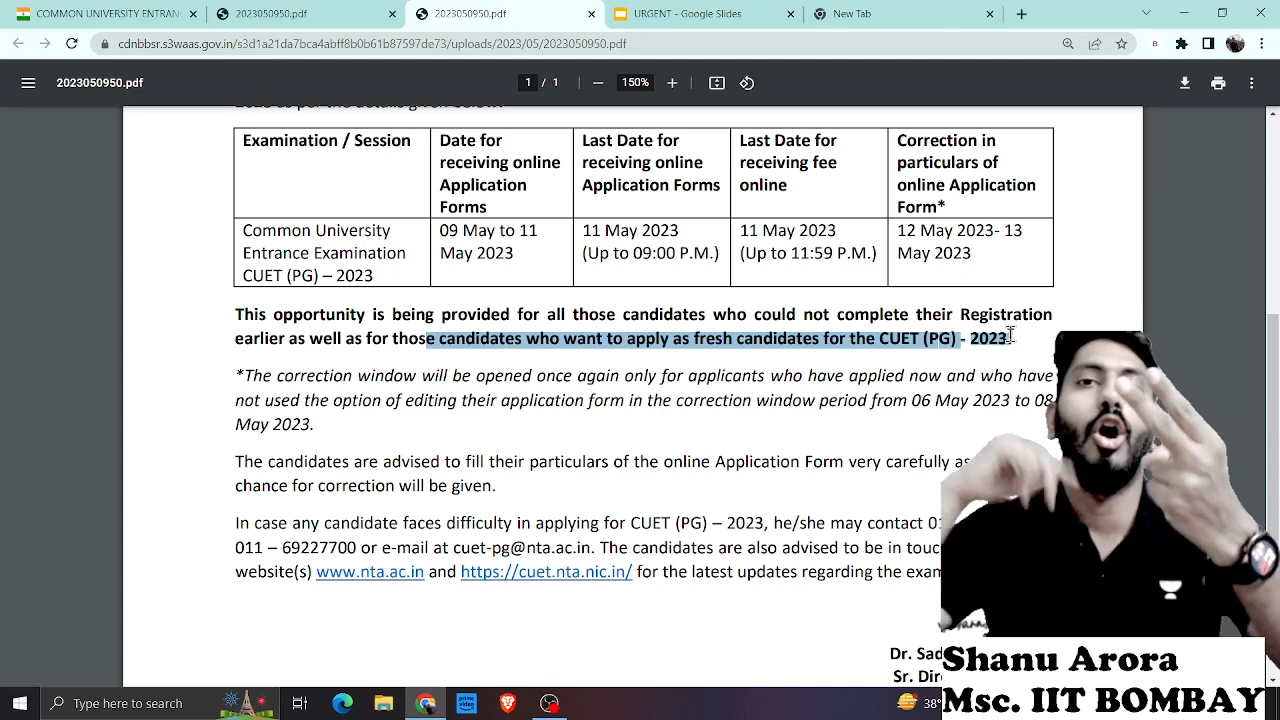 COMMON UNIVERSITY ENTRANC
2023050950.pdf
2023050950.pdf
URGENT - Google Slides
New Tab
cdnbbsr.s3waas.gov.in/s3d1a21da7bca4abff8b0b61b87597de73/uploads/2023/05/2023050950.pdf
2023050950.pdf
1 / 1
150%
Examination / Session
Date for
receiving online
Application
Forms
Last Date for
receiving online
Application Forms
Last Date for
receiving fee
online
Correction in
particulars of
online Application
Form*
Common University
Entrance Examination
CUET (PG) – 2023
09 May to 11
May 2023
11 May 2023
(Up to 09:00 P.M.)
11 May 2023
(Up to 11:59 P.M.)
12 May 2023- 13
May 2023
This opportunity is being provided for all those candidates who could not complete their Registration
earlier as well as for those candidates who want to apply as fresh candidates for the CUET (PG) - 2023.
*The correction window will be opened once again only for applicants who have applied now and who have
not used the option of editing their application form in the correction window period from 06 May 2023 to 08
May 2023.
The candidates are advised to fill their particulars of the online Application Form very carefully as
chance for correction will be given.
In case any candidate faces difficulty in applying for CUET (PG) – 2023, he/she may contact
011 – 69227700 or e-mail at cuet-pg@nta.ac.in. The candidates are also advised to be in
website(s) www.nta.ac.in and https://cuet.nta.nic.in/ for the latest updates regarding the
Dr.
Sr.
Shanu Arora
Msc. IIT BOMBAY
Type here to search
prime
video
38°